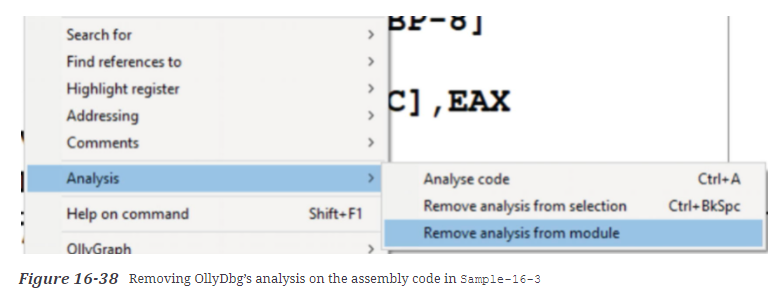 BP-8]
Search for
Find references to
Highlight register
C],EAX
Addressing
Comments
Analysis
Analyse code Ctrl+A
Remove analysis from selection Ctrl+BkSpc
Help on command Shift+F1
Remove analysis from module
OllyGraph
Figure 16-38 Removing OllyDbg's analysis on the assembly code in Sample-16-3